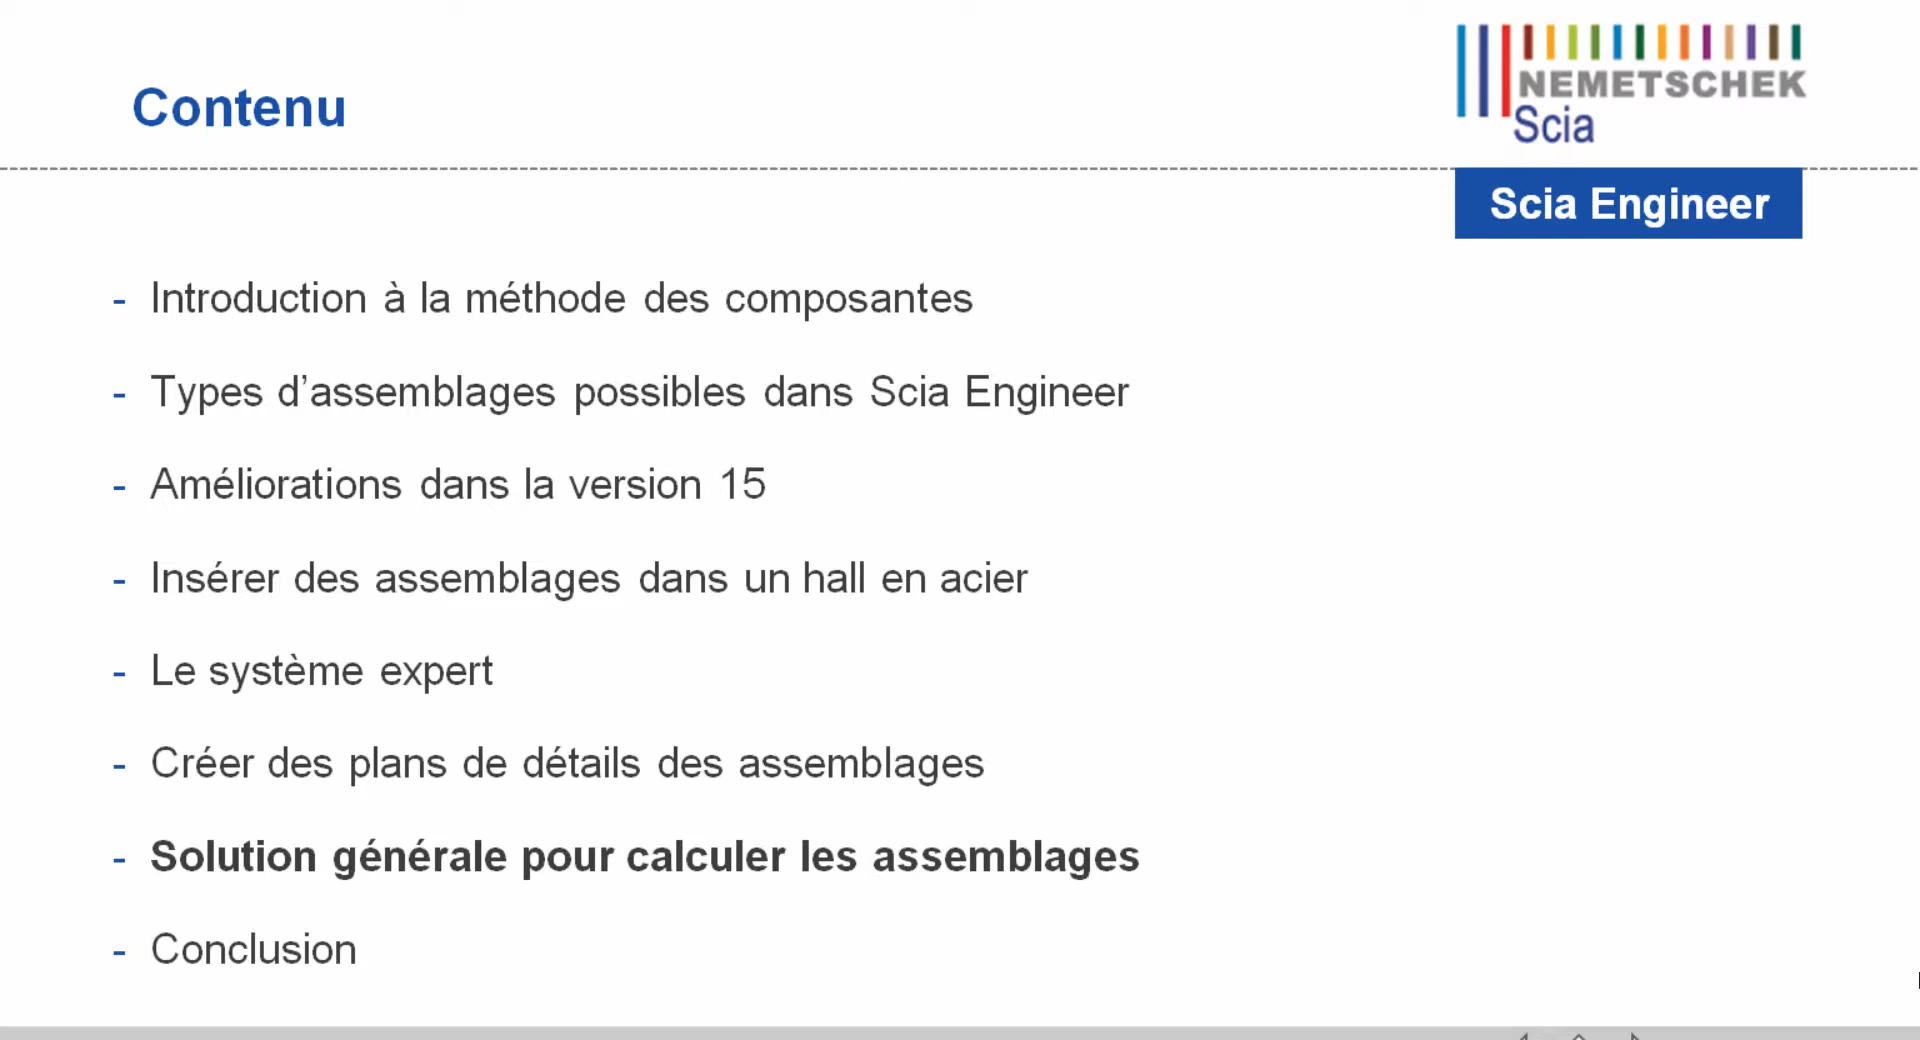 NEMETSCHEK
Scia
Contenu
Scia Engineer
- Introduction à la méthode des composantes
- Types d’assemblages possibles dans Scia Engineer
- Améliorations dans la version 15
- Insérer des assemblages dans un hall en acier
- Le système expert
- Créer des plans de détails des assemblages
- Solution générale pour calculer les assemblages
- Conclusion